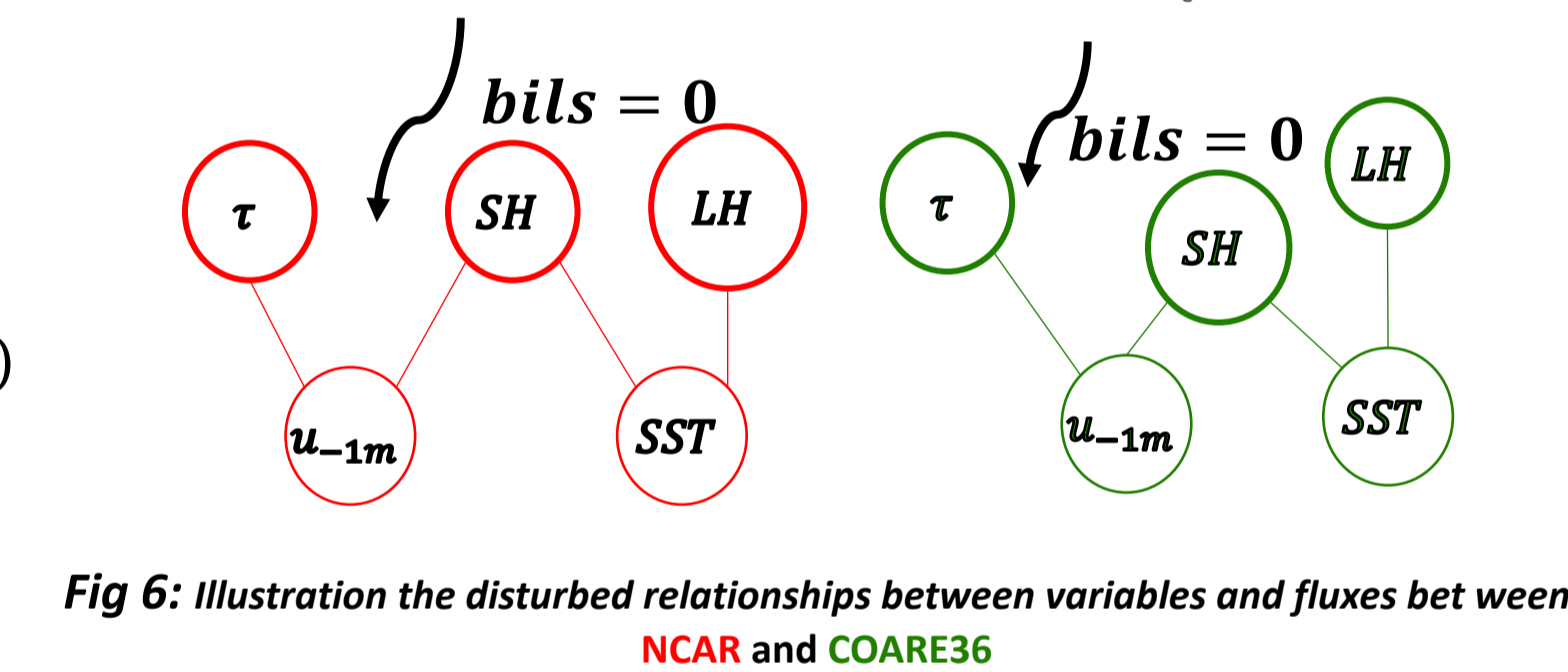 bils = 0
τ
SH
LH
u₋₁ₘ
SST
bils = 0
τ
SH
LH
u₋₁ₘ
SST
)
Fig 6: Illustration the disturbed relationships between variables and fluxes bet ween
NCAR and COARE36